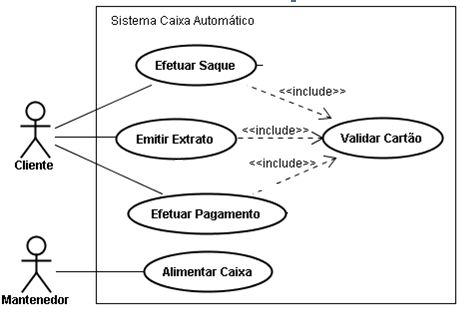 Sistema Caixa Automático
Efetuar Saque
<<include>>
Emitir Extrato
<<include>>
Validar Cartão
Cliente
<<include>>
Efetuar Pagamento
Alimentar Caixa
Mantenedor